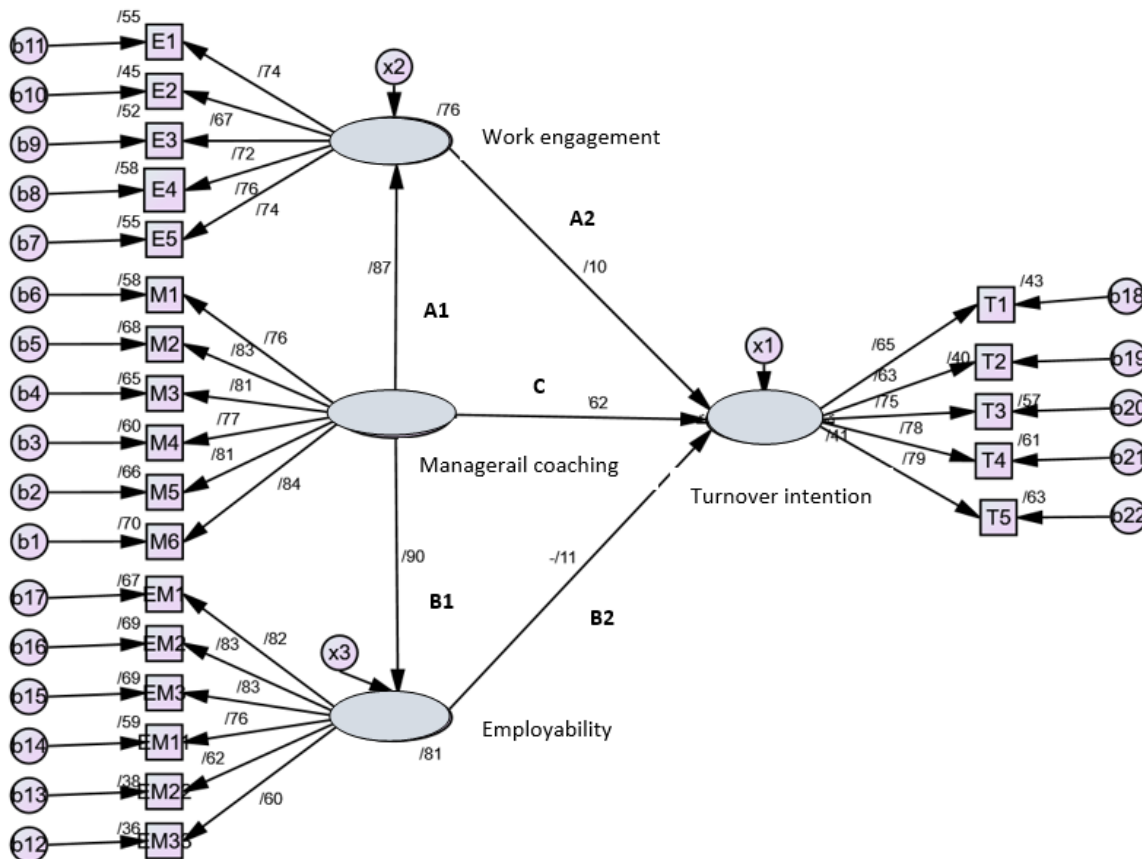 /55
b11
E1
/74
/45
b10
E2
/67
/52
b9
E3
/72
/58
b8
E4
/76
/55
b7
E5
/74
x2
/76
Work engagement
A2
/10
/87
A1
/58
b6
M1
/76
/68
b5
M2
/83
/65
b4
M3
/81
/60
b3
M4
/77
/66
b2
M5
/81
/70
b1
M6
/84
Managerail coaching
C
/62
x1
/41
Turnover intention
/65
T1
/43
b18
/63
/40
T2
b19
/75
T3
/57
b20
/78
T4
/61
b21
/79
T5
/63
b22
/90
B1
-/11
B2
x3
Employability
/81
/67
b17
EM1
/82
/69
b16
EM2
/83
/69
b15
EM3
/83
/59
b14
EM11
/76
/38
b13
EM22
/62
/36
b12
EM33
/60